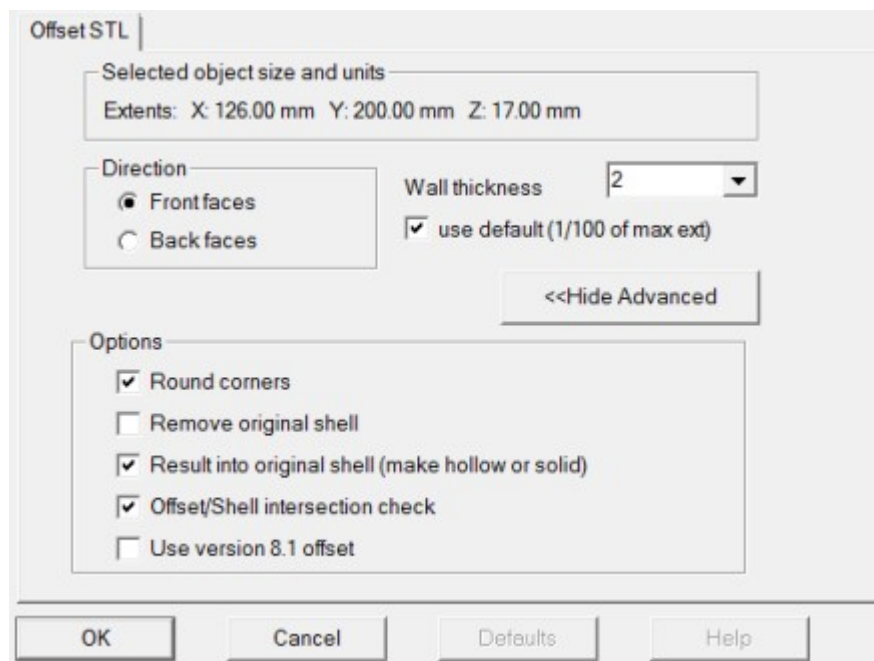 Offset STL
Selected object size and units
Extents: X: 126.00 mm Y: 200.00 mm Z: 17.00 mm
Direction
Front faces
Back faces
Wall thickness
2
use default (1/100 of max ext)
<<Hide Advanced
Options
Round corners
Remove original shell
Result into original shell (make hollow or solid)
Offset/Shell intersection check
Use version 8.1 offset
OK
Cancel
Defaults
Help